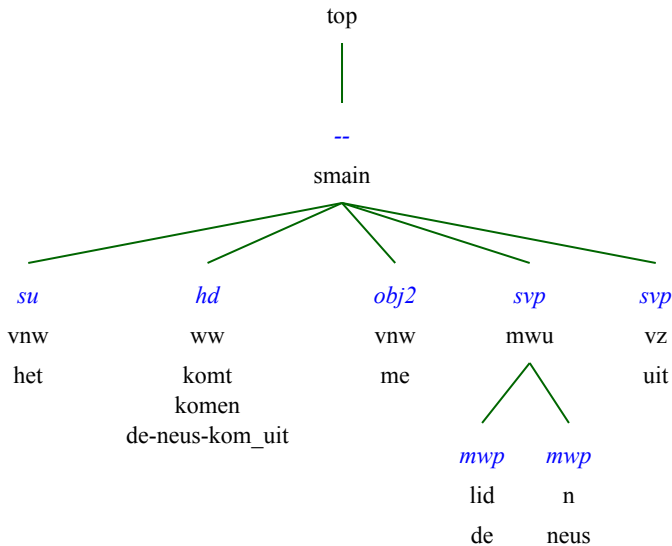 top
--
smain
su hd obj2 svp svp
vnw ww vnw mwu vz
het komt me uit
komen
de-neus-kom_uit
mwp mwp
lid n
de neus